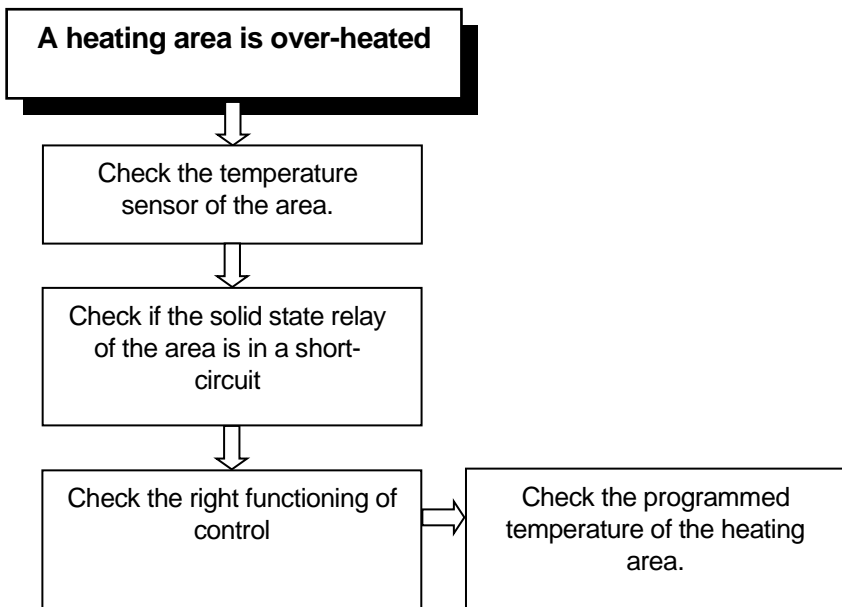 A heating area is over-heated
Check the temperature
sensor of the area.
Check if the solid state relay
of the area is in a short-
circuit
Check the right functioning of
control
Check the programmed
temperature of the heating
area.